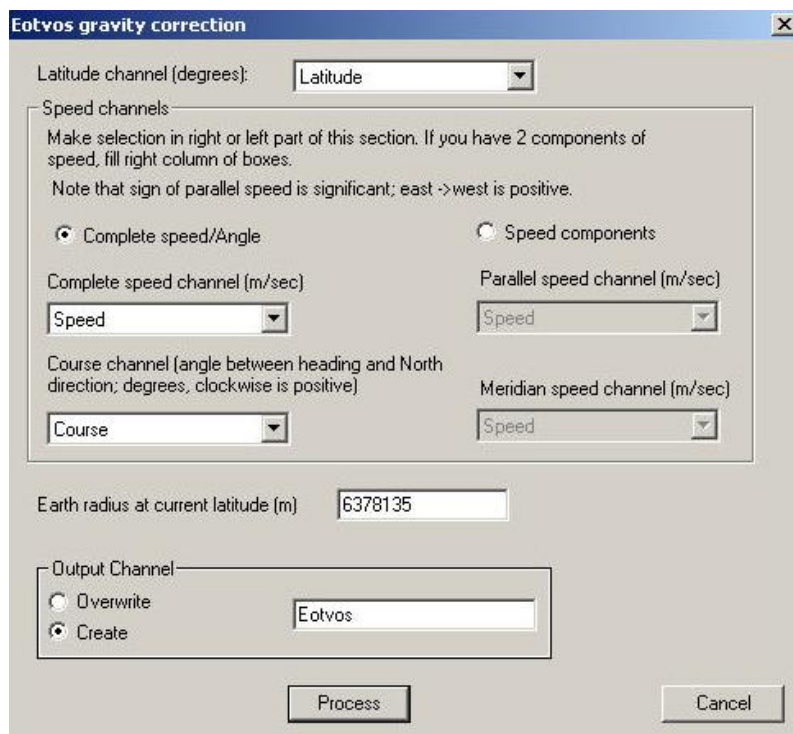 Eotvos gravity correction
Latitude channel (degrees):
Latitude
Speed channels
Make selection in right or left part of this section. If you have 2 components of
speed, fill right column of boxes.
Note that sign of parallel speed is significant; east ->west is positive.
Complete speed/Angle
Speed components
Complete speed channel (m/sec)
Parallel speed channel (m/sec)
Speed
Speed
Course channel (angle between heading and North
direction; degrees, clockwise is positive)
Meridian speed channel (m/sec)
Course
Speed
Earth radius at current latitude (m)
6378135
Output Channel
Overwrite
Create
Eotvos
Process
Cancel